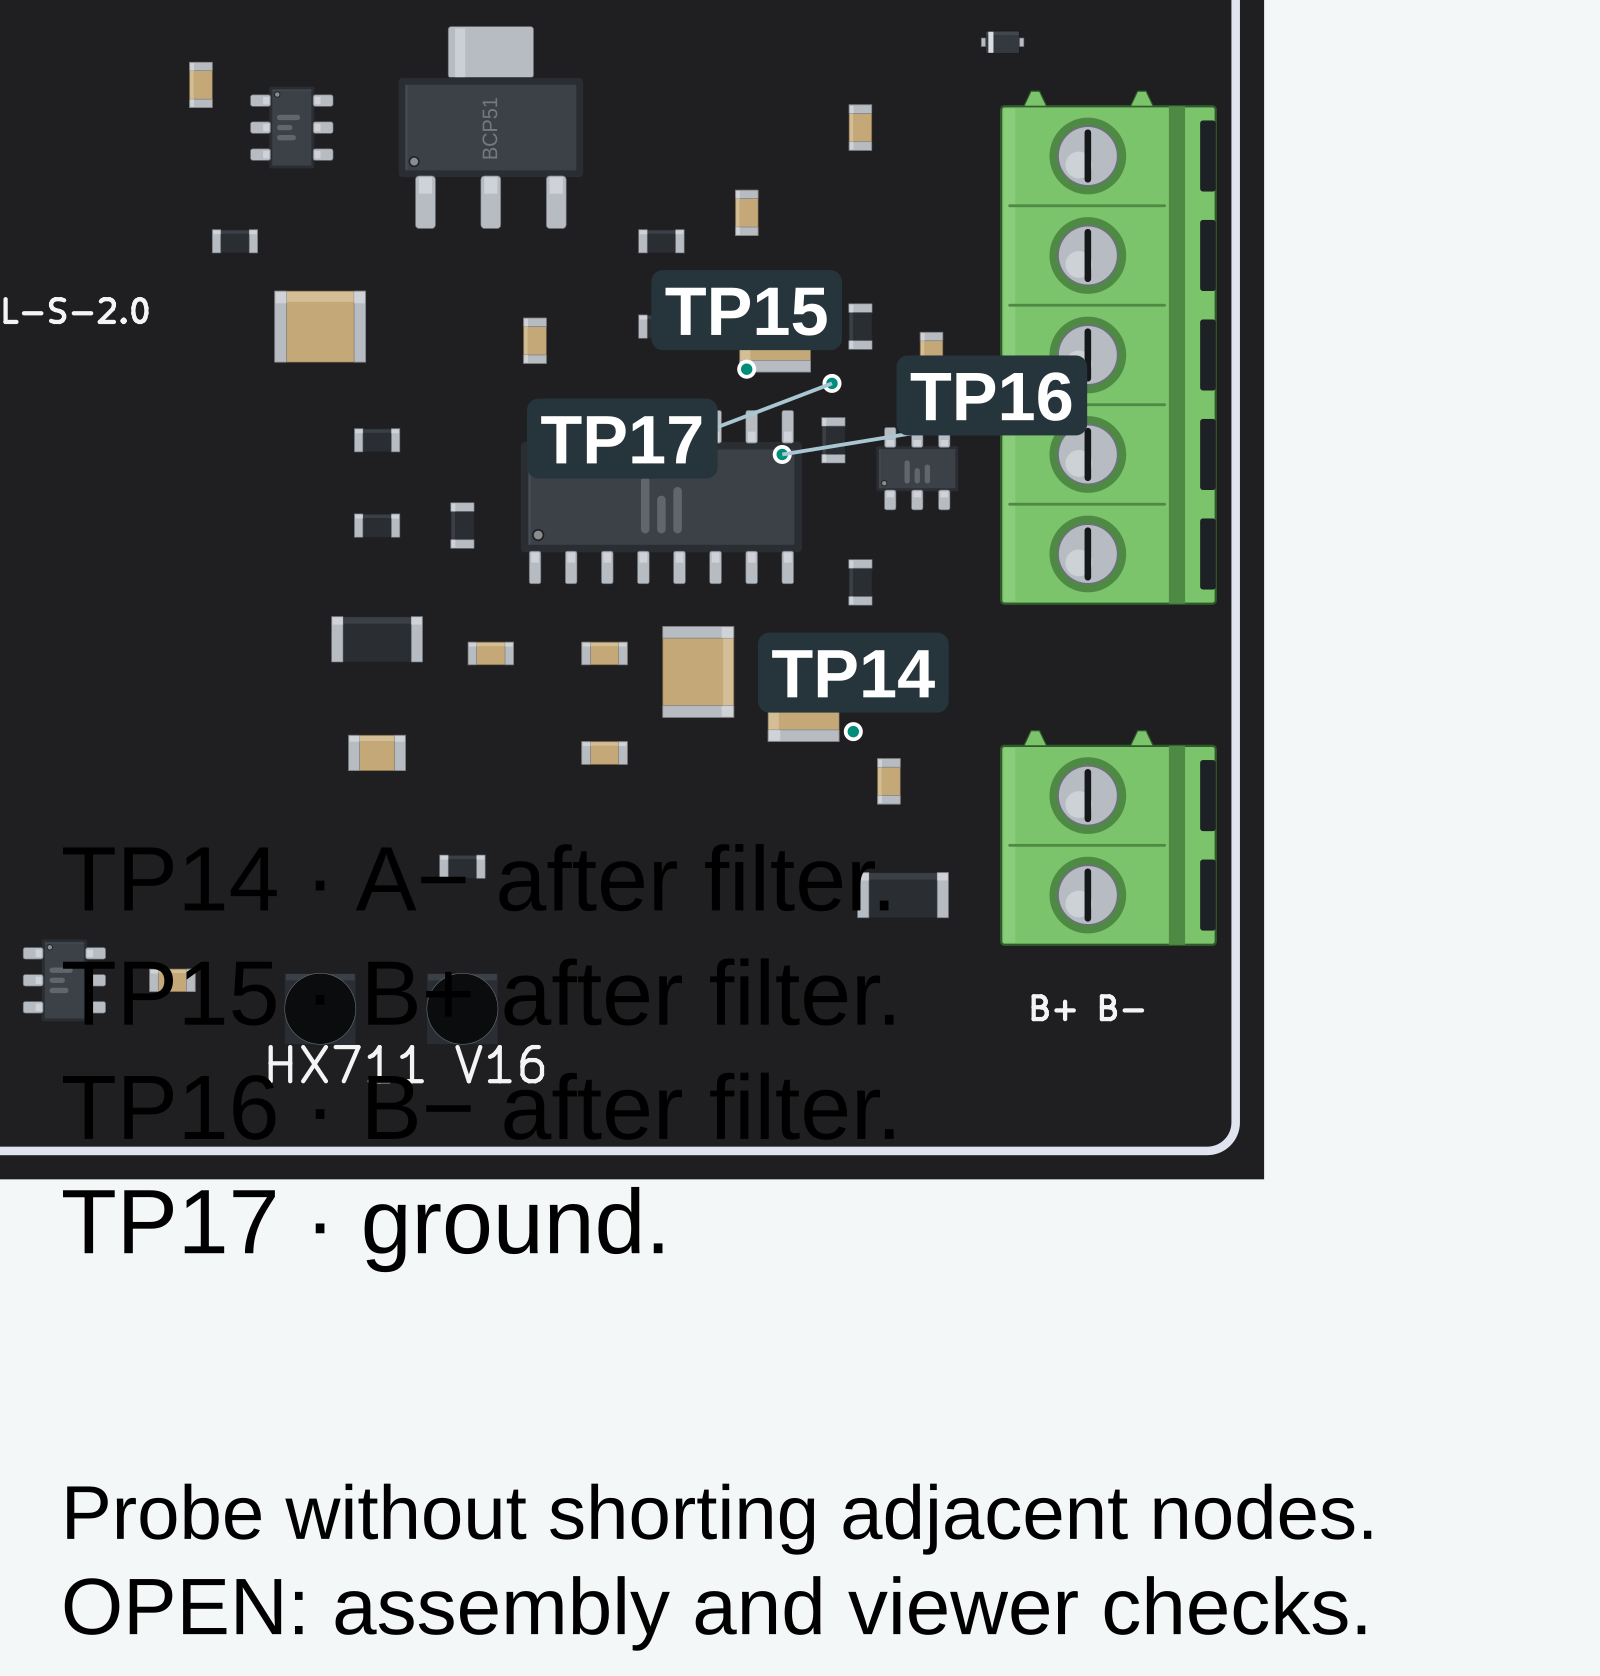 BCP51
L-S-2.0
TP15
TP16
TP17
TP14
TP14 · A− after filter.
TP15 · B+ after filter.
B+ B-
HX711 V16
TP16 · B− after filter.
TP17 · ground.
Probe without shorting adjacent nodes.
OPEN: assembly and viewer checks.